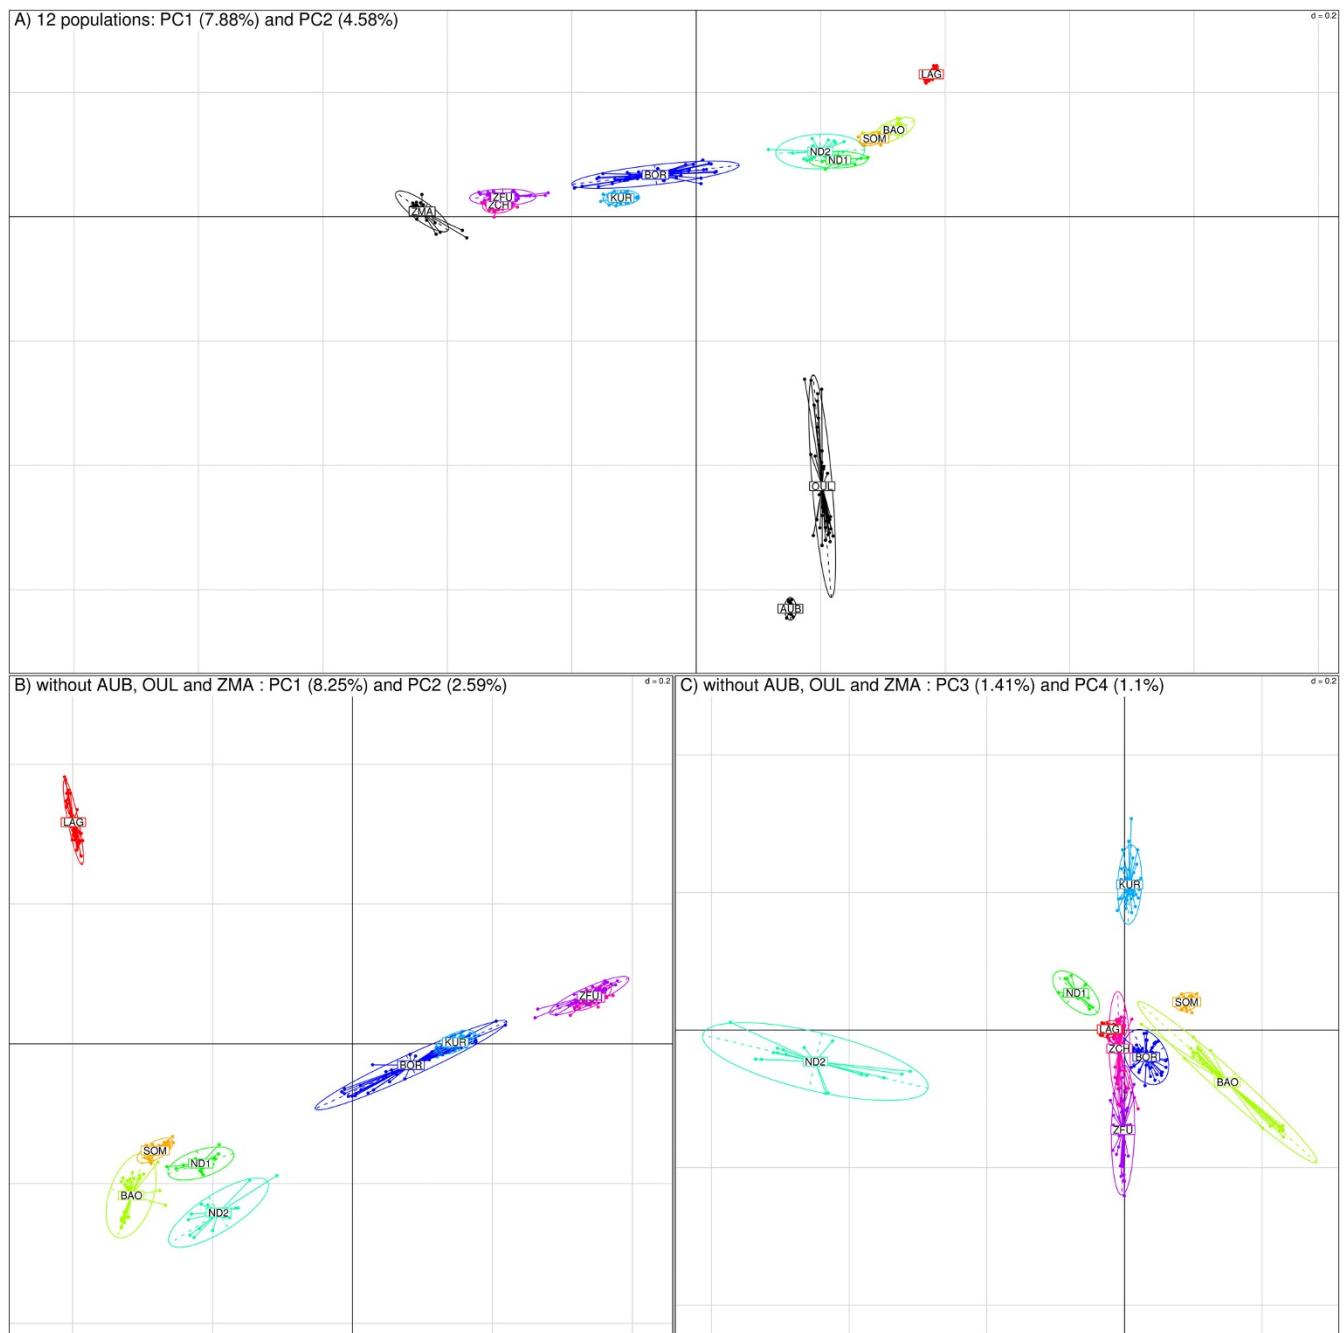 A) 12 populations: PC1 (7.88%) and PC2 (4.58%)
d = 0.2
LAG
BAO
SOM
ND2
ND1
BOR
KUR
ZFU
ZCH
ZMA
OUL
AUB
B) without AUB, OUL and ZMA : PC1 (8.25%) and PC2 (2.59%)
d = 0.2
LAG
ZFU
KUR
BOR
SOM
ND1
BAO
ND2
C) without AUB, OUL and ZMA : PC3 (1.41%) and PC4 (1.1%)
d = 0.2
KUR
ND1
SOM
LAG
ZCH
BOR
ND2
BAO
ZFU